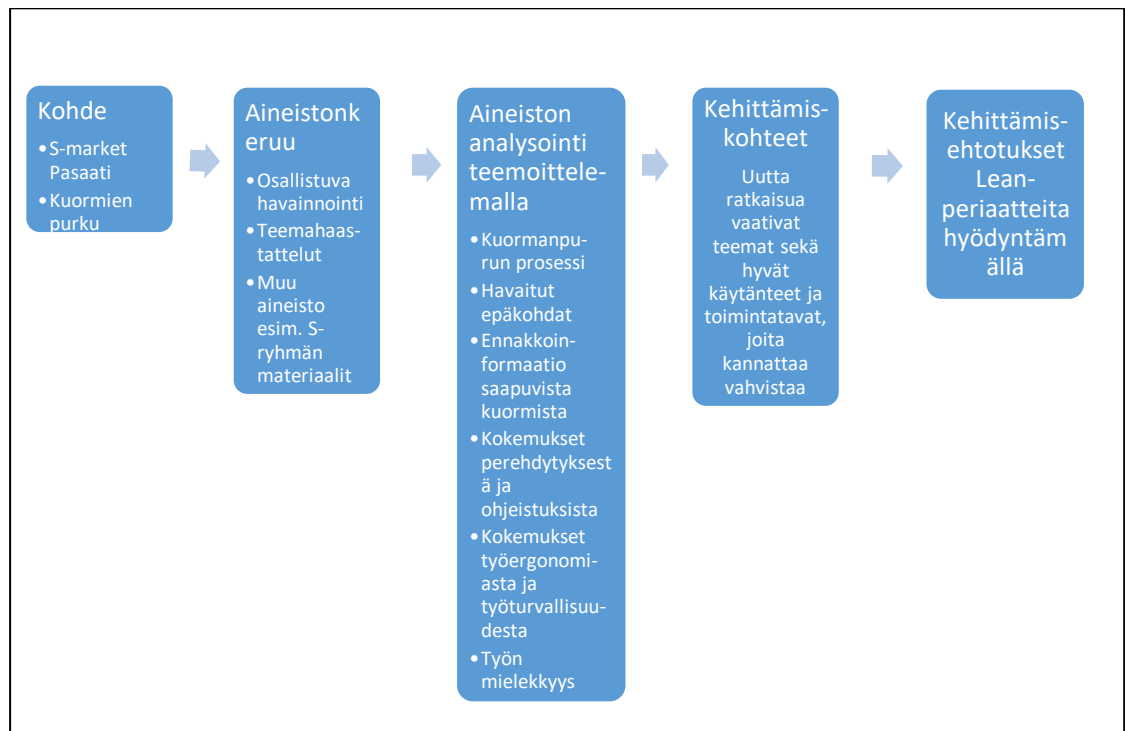 Kohde
•S-market
Pasaati
•Kuormien
purku
Aineistonk
eruu
•Osallistuva
havainnointi
•Teemahaas-
tattelut
•Muu
aineisto
esim. S-
ryhmän
materiaalit
Aineiston
analysointi
teemoittele-
malla
•Kuormanpu-
run prosessi
•Havaitut
epäkohdat
•Ennakkoin-
formaatio
saapuvista
kuormista
•Kokemukset
perehdytyksest
ä ja
ohjeistuksista
•Kokemukset
työergonomi-
asta ja
työturvallisuu-
desta
•Työn
mielekkyys
Kehittämis-
kohteet
Uutta
ratkaisua
vaativat
teemat sekä
hyvät
käytänteet ja
toimintatavat,
joita
kannattaa
vahvistaa
Kehittämis-
ehtotukset
Lean-
periaatteita
hyödyntäm
ällä